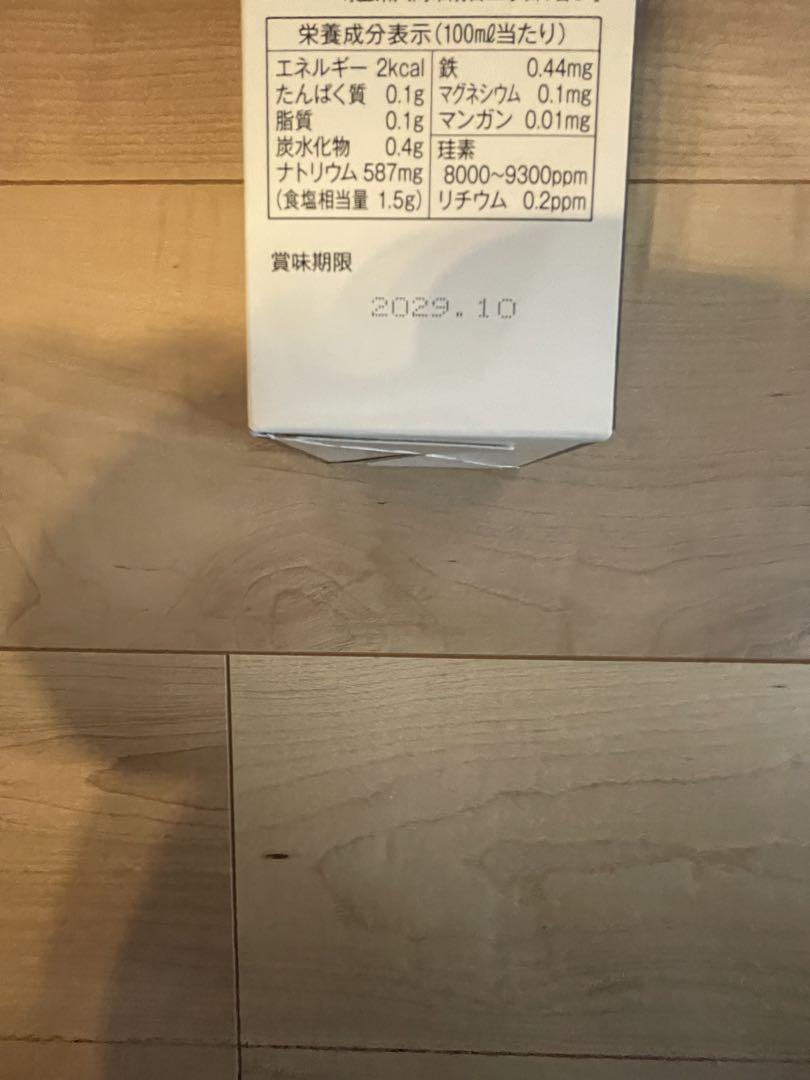 栄養成分表示(100mℓ当たり)
エネルギー 2kcal
たんぱく質 0.1g
脂質 0.1g
炭水化物 0.4g
ナトリウム 587mg
(食塩相当量 1.5g)
鉄 0.44mg
マグネシウム 0.1mg
マンガン 0.01mg
珪素
8000~9300ppm
リチウム 0.2ppm
賞味期限
2029.10